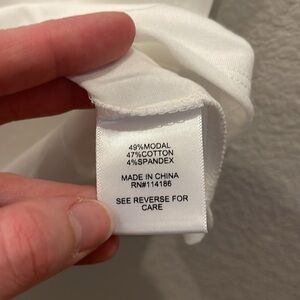 49%MODAL
47%COTTON
4%SPANDEX
MADE IN CHINA
RN#114186
SEE REVERSE FOR
CARE